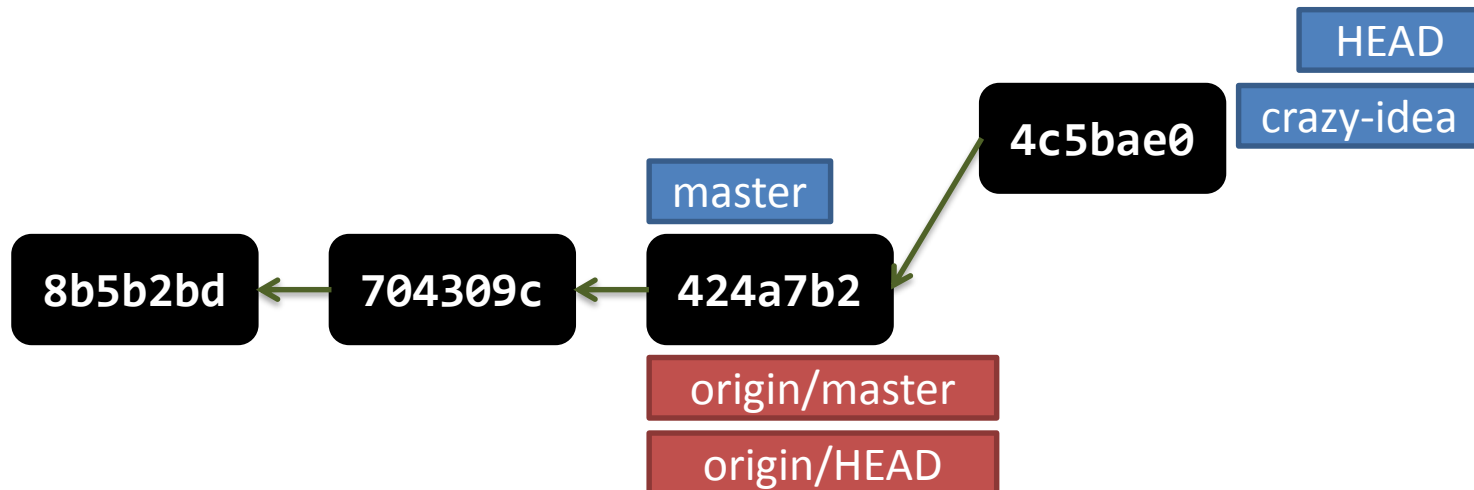 HEAD
crazy-idea
4c5bae0
master
8b5b2bd
704309c
424a7b2
origin/master
origin/HEAD